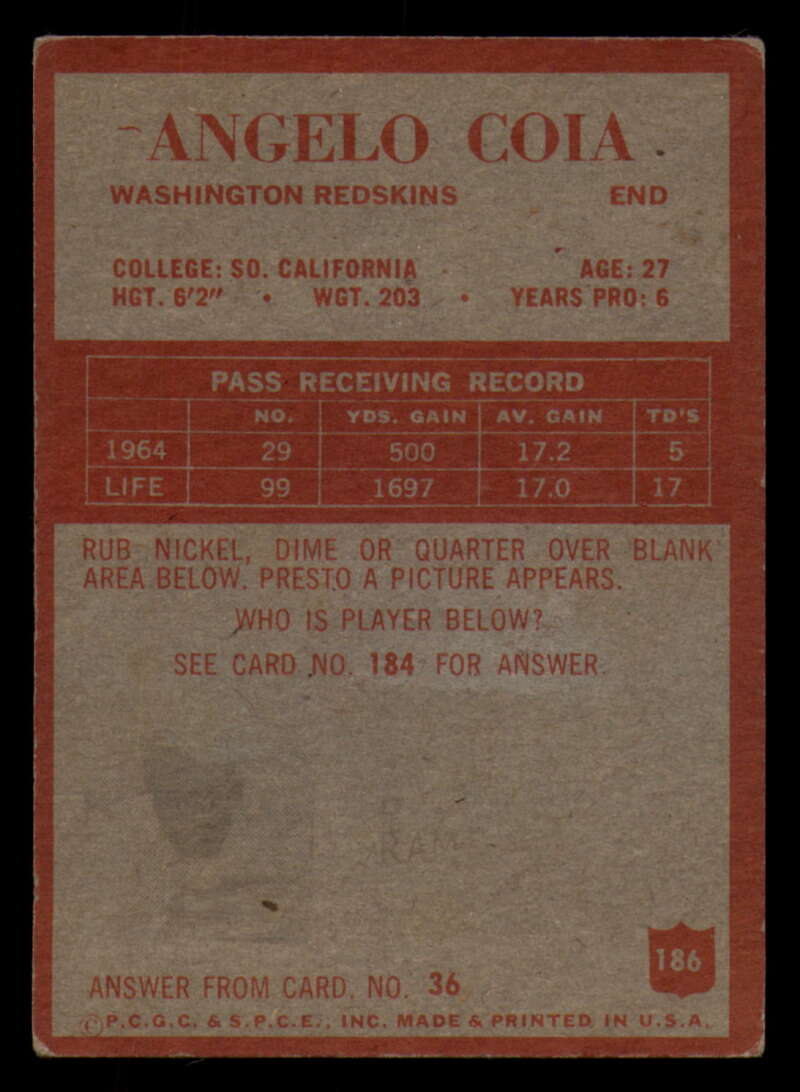 ANGELO COIA
WASHINGTON REDSKINS END
COLLEGE: SO. CALIFORNIA AGE: 27
HGT. 6'2" • WGT. 203 • YEARS PRO: 6
PASS RECEIVING RECORD
NO. YDS. GAIN AV. GAIN TD'S
1964 29 500 17.2 5
LIFE 99 1697 17.0 17
RUB NICKEL, DIME OR QUARTER OVER BLANK
AREA BELOW. PRESTO A PICTURE APPEARS.
WHO IS PLAYER BELOW?
SEE CARD NO. 184 FOR ANSWER.
186
ANSWER FROM CARD. NO. 36
©P.C.G.C. & S.P.C.E., INC. MADE & PRINTED IN U.S.A.